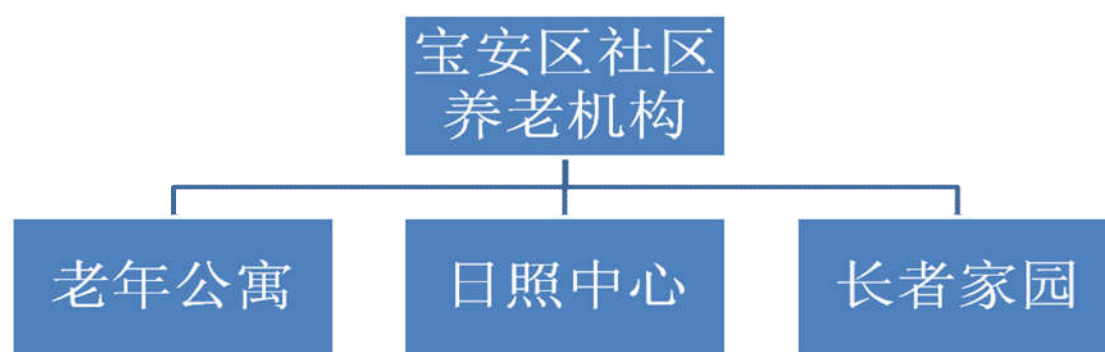 宝安区社区
养老机构
老年公寓
日照中心
长者家园